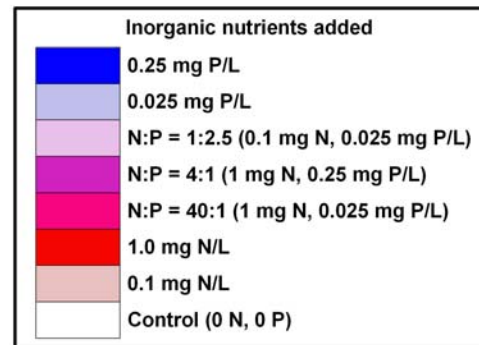 Inorganic nutrients added
0.25 mg P/L
0.025 mg P/L
N:P = 1:2.5 (0.1 mg N, 0.025 mg P/L)
N:P = 4:1 (1 mg N, 0.25 mg P/L)
N:P = 40:1 (1 mg N, 0.025 mg P/L)
1.0 mg N/L
0.1 mg N/L
Control (0 N, 0 P)